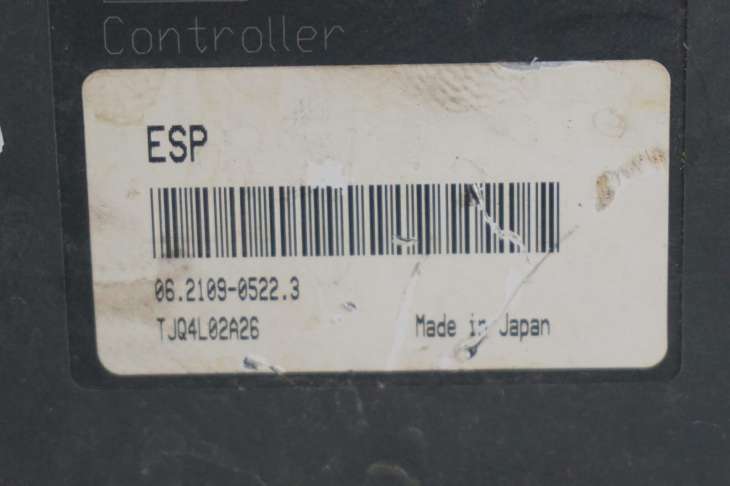 Controller
ESP
06.2109-0522.3
TJQ4L02A26
Made in Japan